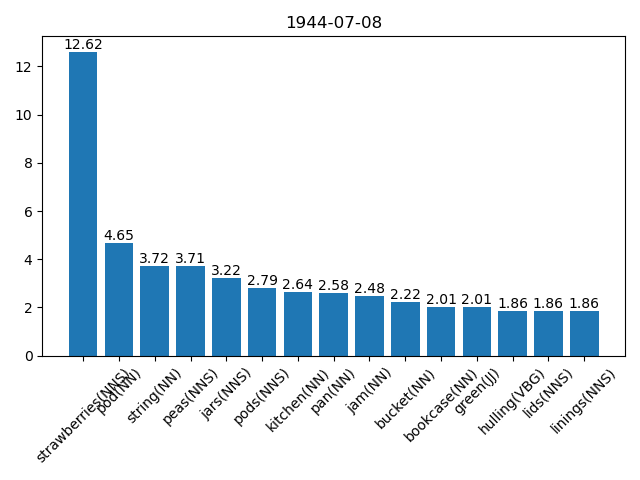 1944-07-08
12.62
4.65
3.72
3.71
3.22
2.79
2.64
2.58
2.48
2.22
2.01
2.01
1.86
1.86
1.86
12
10
8
6
4
2
0
strawberries(NNS)
pod(NN)
string(NN)
peas(NNS)
jars(NNS)
pods(NNS)
kitchen(NN)
pan(NN)
jam(NN)
bucket(NN)
bookcase(NN)
green(JJ)
hulling(VBG)
lids(NNS)
linings(NNS)